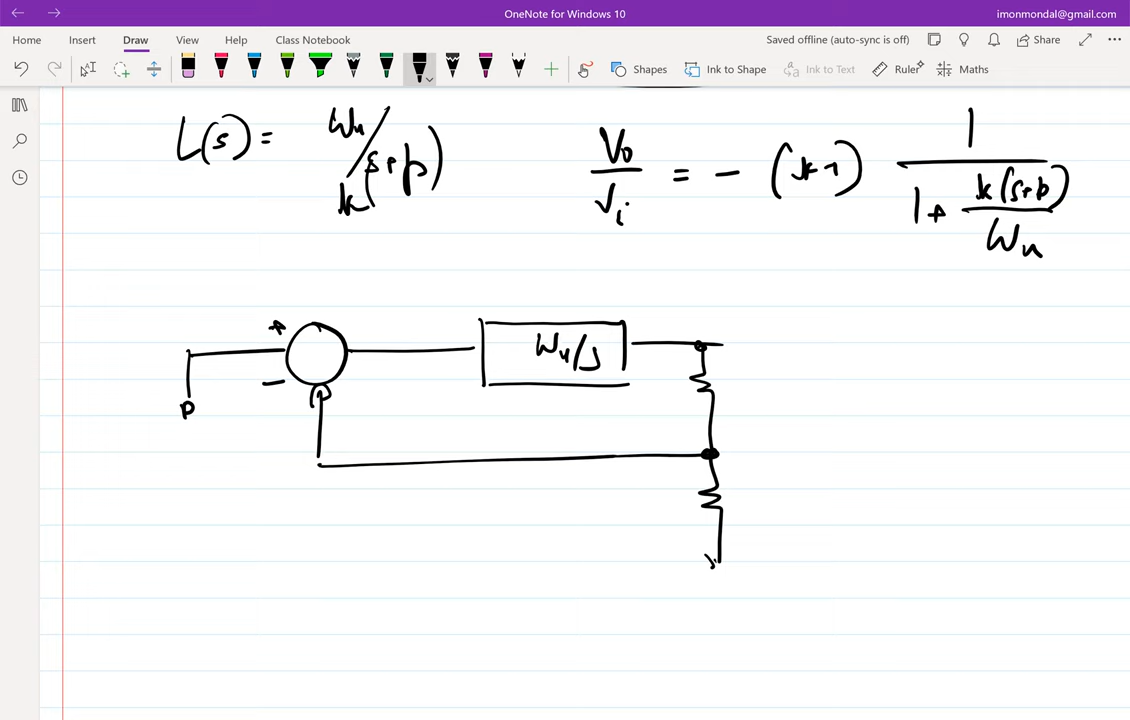 OneNote for Windows 10
imonmondal@gmail.com
Home Insert Draw View Help Class Notebook
Saved offline (auto-sync is off) Share
Shapes Ink to Shape Ink to Text Ruler Maths
L(s) = ωu / k(s+p)
Vo / Vi = - (k-1) 1 / (1 + k(s+p) / ωu)
+
-
ωu/s